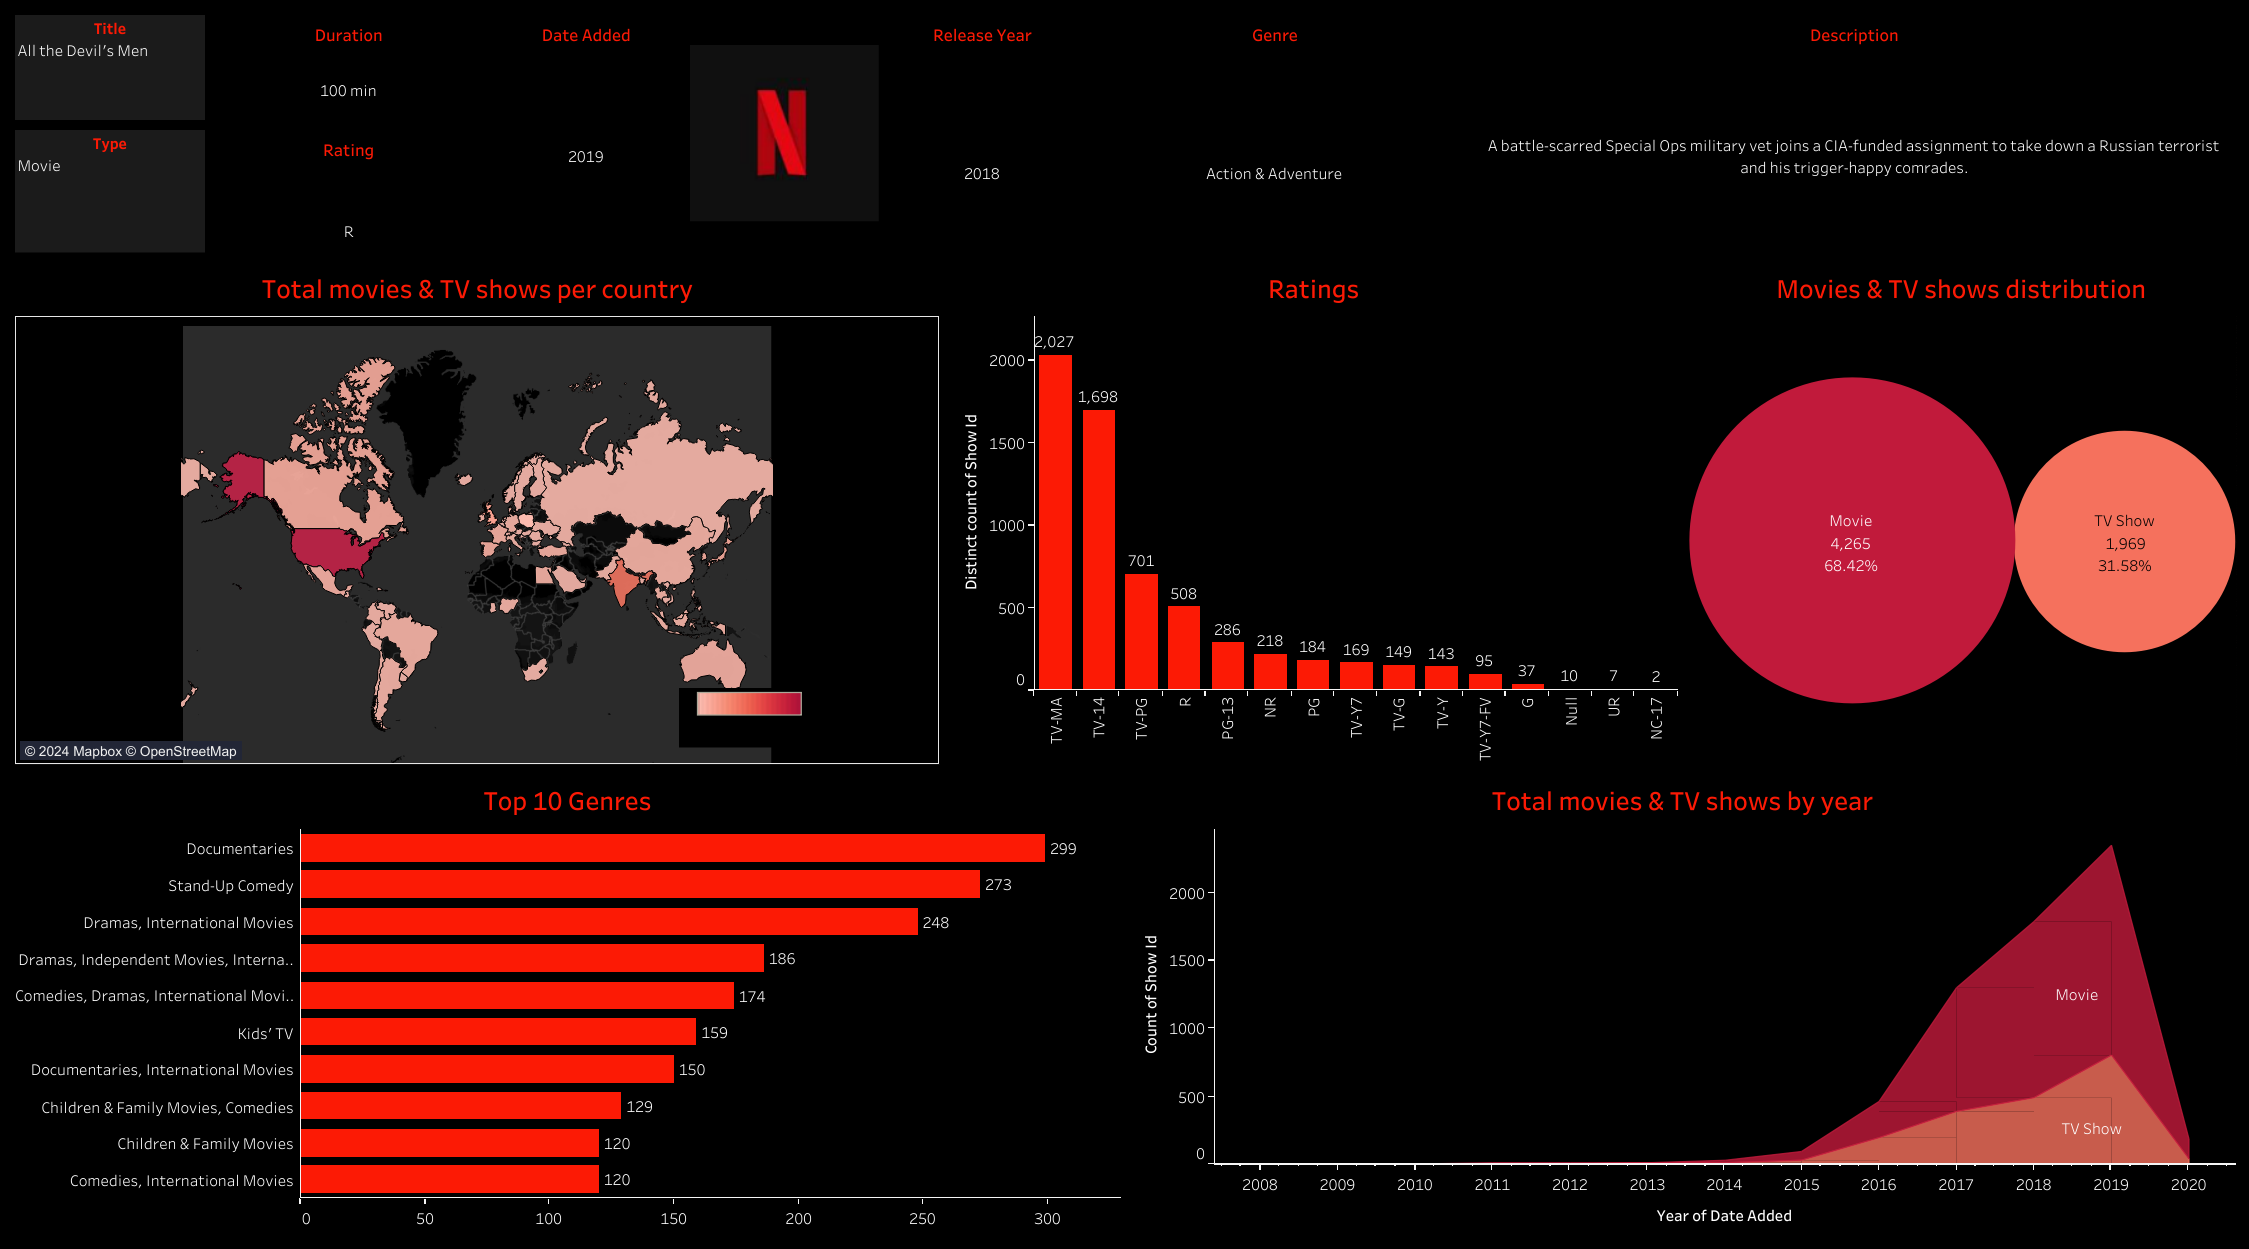 Title
All the Devil's Men
Type
Movie
Duration
100 min
Rating
R
Date Added
2019
N
Release Year
2018
Genre
Action & Adventure
Description
A battle-scarred Special Ops military vet joins a CIA-funded assignment to take down a Russian terrorist
and his trigger-happy comrades.
Total movies & TV shows per country
© 2024 Mapbox © OpenStreetMap
Ratings
Distinct count of Show Id
2000
1500
1000
500
0
2,027
1,698
701
508
286
218
184
169
149
143
95
37
10
7
2
TV-MA
TV-14
TV-PG
R
PG-13
NR
PG
TV-Y7
TV-G
TV-Y
TV-Y7-FV
G
Null
UR
NC-17
Movies & TV shows distribution
Movie
4,265
68.42%
TV Show
1,969
31.58%
Top 10 Genres
Documentaries 299
Stand-Up Comedy 273
Dramas, International Movies 248
Dramas, Independent Movies, Interna.. 186
Comedies, Dramas, International Movi.. 174
Kids' TV 159
Documentaries, International Movies 150
Children & Family Movies, Comedies 129
Children & Family Movies 120
Comedies, International Movies 120
0 50 100 150 200 250 300
Total movies & TV shows by year
Count of Show Id
2000
1500
1000
500
0
Movie
TV Show
2008 2009 2010 2011 2012 2013 2014 2015 2016 2017 2018 2019 2020
Year of Date Added